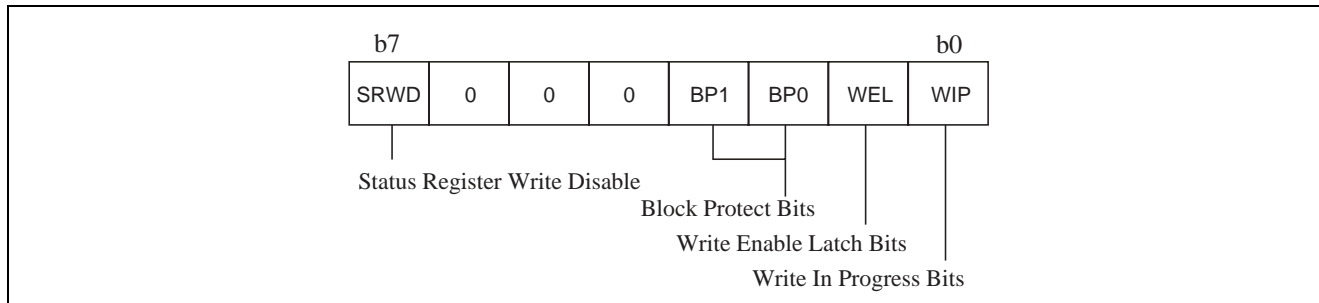 b7 b0
SRWD 0 0 0 BP1 BP0 WEL WIP
Status Register Write Disable
Block Protect Bits
Write Enable Latch Bits
Write In Progress Bits